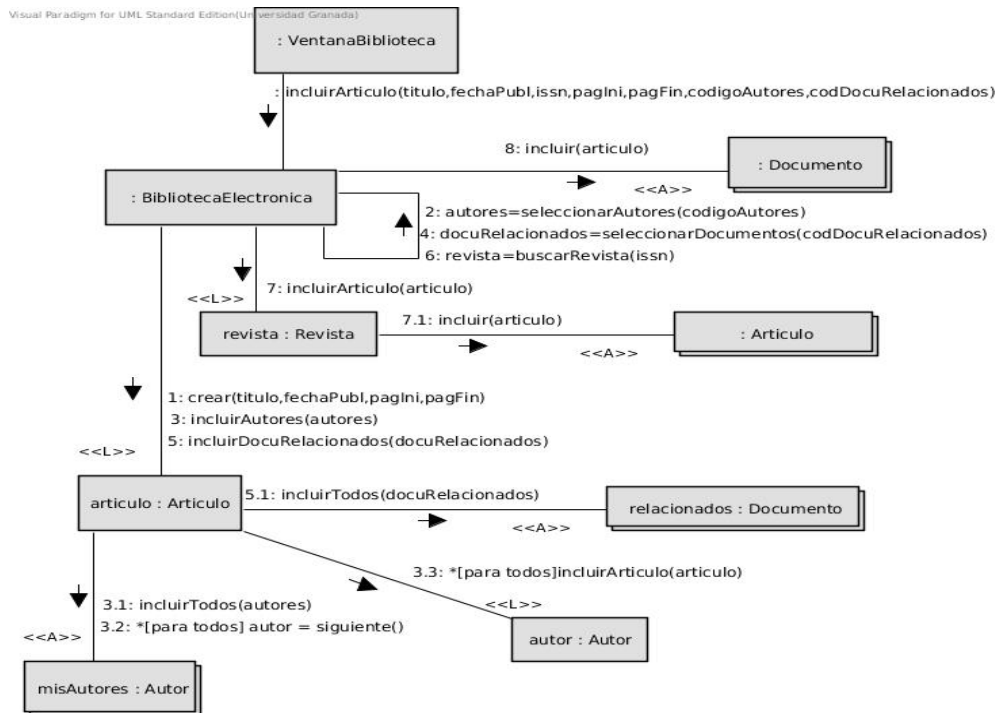 Visual Paradigm for UML Standard Edition(Universidad Granada)
: VentanaBiblioteca
: incluirArticulo(titulo,fechaPubl,issn,pagIni,pagFin,codigoAutores,codDocuRelacionados)
8: incluir(articulo)
: Documento
<<A>>
: BibliotecaElectronica
2: autores=seleccionarAutores(codigoAutores)
4: docuRelacionados=seleccionarDocumentos(codDocuRelacionados)
6: revista=buscarRevista(issn)
7: incluirArticulo(articulo)
<<L>>
revista : Revista
7.1: incluir(articulo)
<<A>>
: Articulo
1: crear(titulo,fechaPubl,pagIni,pagFin)
3: incluirAutores(autores)
5: incluirDocuRelacionados(docuRelacionados)
<<L>>
articulo : Articulo
5.1: incluirTodos(docuRelacionados)
<<A>>
relacionados : Documento
3.3: *[para todos]incluirArticulo(articulo)
<<L>>
autor : Autor
3.1: incluirTodos(autores)
3.2: *[para todos] autor = siguiente()
<<A>>
misAutores : Autor